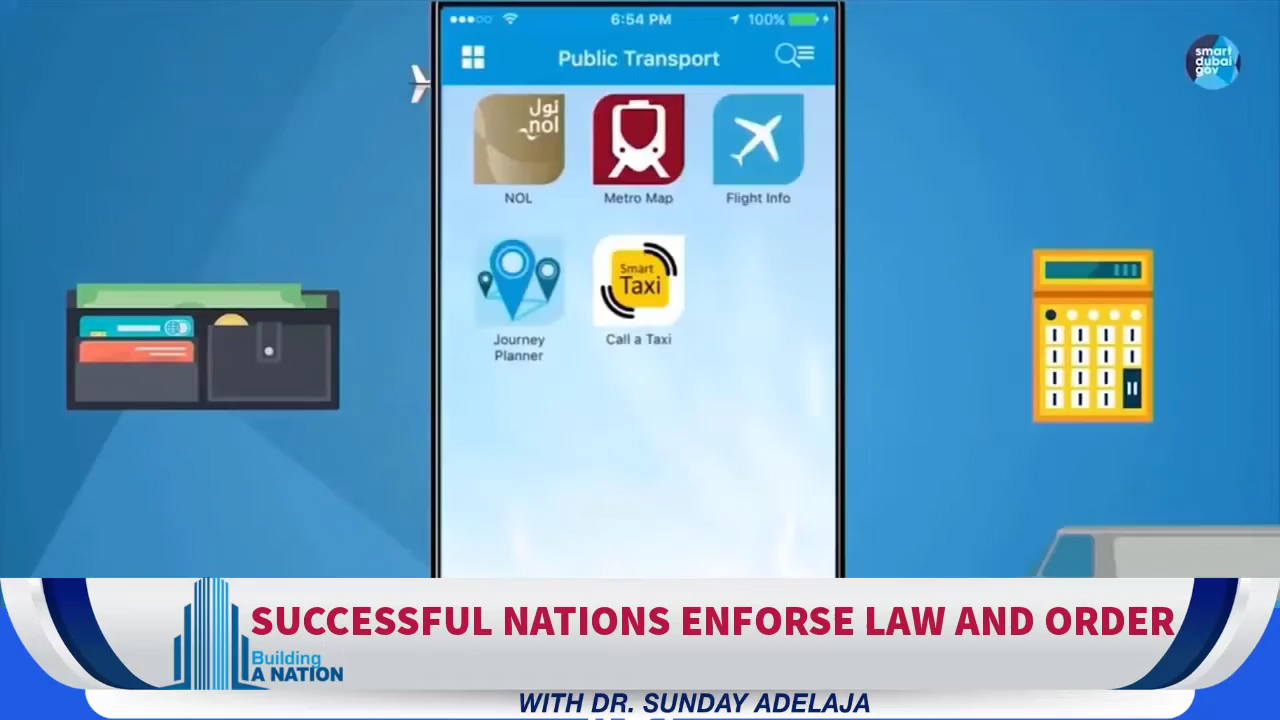 6:54 PM
100%
Public Transport
smart
dubai
gov
نول
nol
NOL
Metro Map
Flight Info
Smart
Taxi
Journey
Planner
Call a Taxi
SUCCESSFUL NATIONS ENFORSE LAW AND ORDER
Building
A NATION
WITH DR. SUNDAY ADELAJA